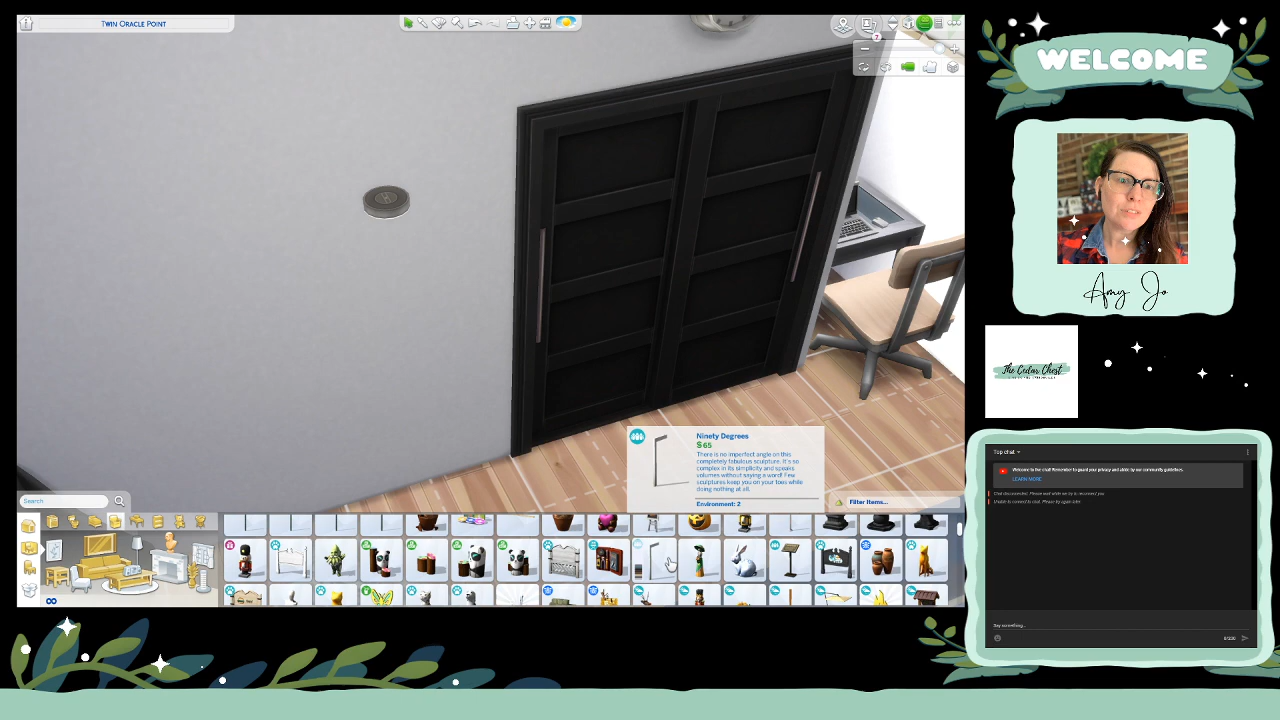 TWIN ORACLE POINT
7
WELCOME
Amy Jo
The Cedar Chest
Ninety Degrees
$65
There is no imperfect angle on this
completely fabulous sculpture. It's so
complex in its simplicity and speaks
volumes without saying a word! Few
sculptures keep you on your toes while
doing nothing at all.
Environment: 2
Filter Items...
Search
Top chat
Welcome to live chat! Remember to guard your privacy and abide by our community guidelines.
LEARN MORE
Chat disconnected. Please wait while we try to reconnect you.
Unable to connect to chat. Please try again later.
Say something...
0/200